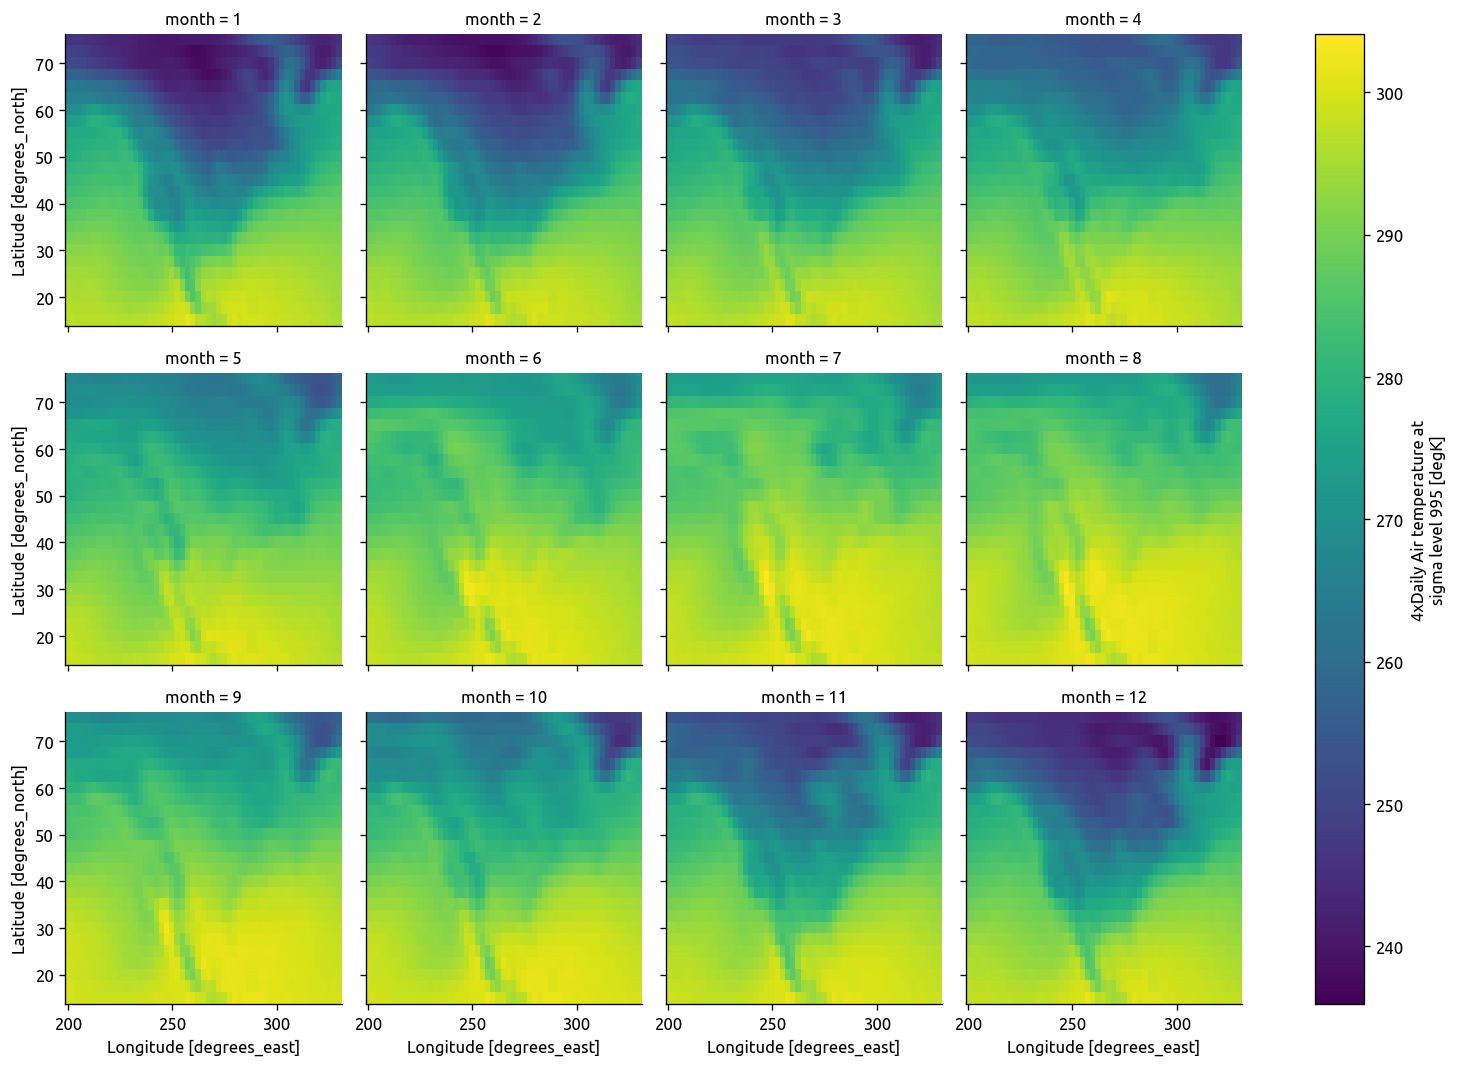 month = 1
month = 2
month = 3
month = 4
70
60
50
40
30
20
Latitude [degrees_north]
month = 5
month = 6
month = 7
month = 8
70
60
50
40
30
20
Latitude [degrees_north]
month = 9
month = 10
month = 11
month = 12
70
60
50
40
30
20
Latitude [degrees_north]
200 250 300
200 250 300
200 250 300
200 250 300
Longitude [degrees_east]
Longitude [degrees_east]
Longitude [degrees_east]
Longitude [degrees_east]
300
290
280
270
260
250
240
4xDaily Air temperature at
sigma level 995 [degK]